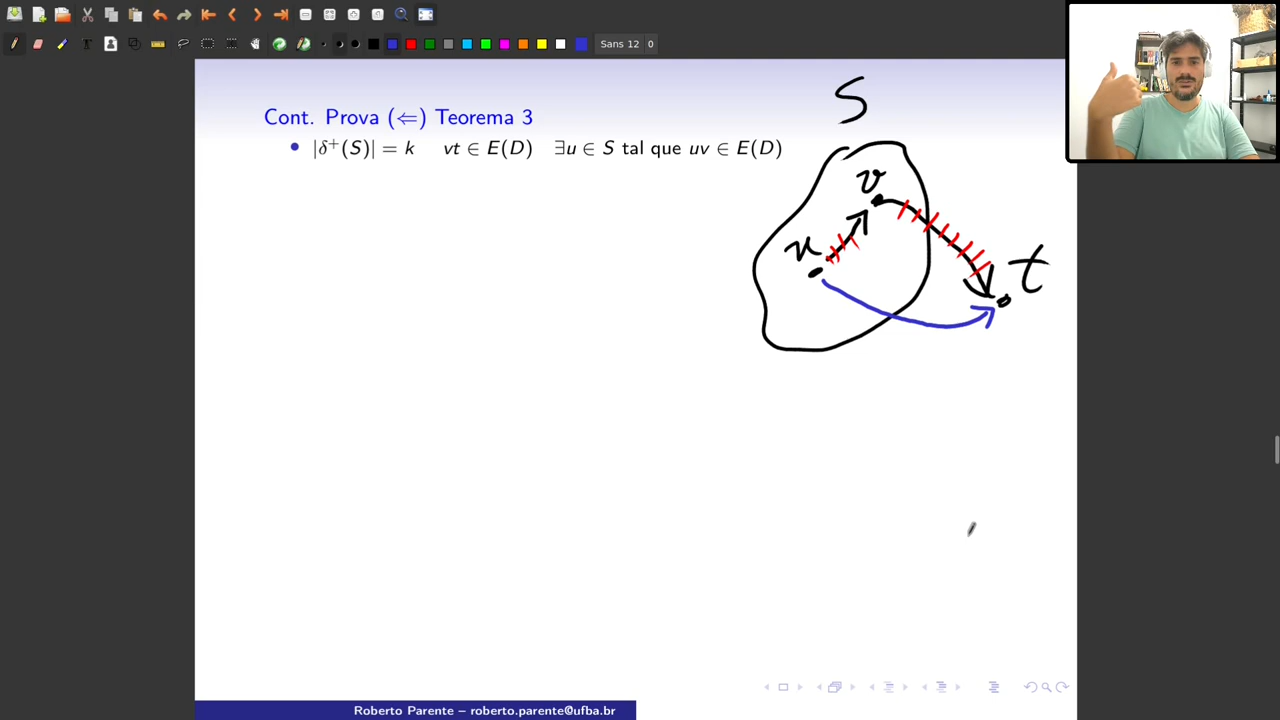 Sans 12 0
Cont. Prova (⇐) Teorema 3
• |δ⁺(S)| = k vt ∈ E(D) ∃u ∈ S tal que uv ∈ E(D)
S
v
u
t
Roberto Parente – roberto.parente@ufba.br